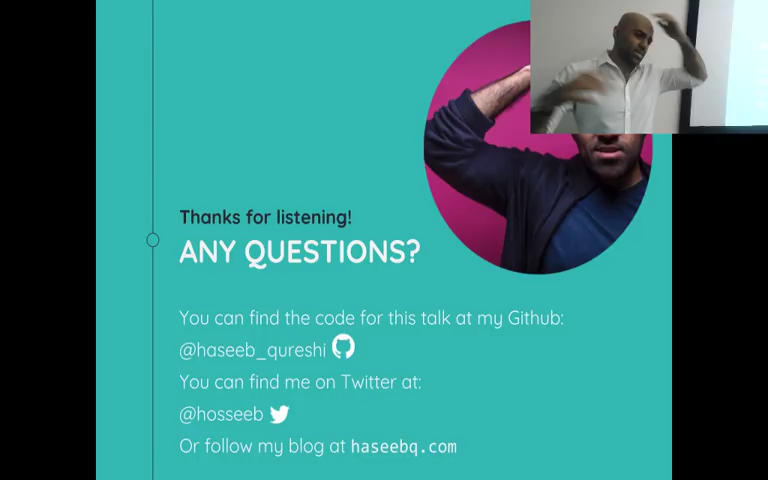 Thanks for listening!
ANY QUESTIONS?
You can find the code for this talk at my Github:
@haseeb_qureshi
You can find me on Twitter at:
@hosseeb
Or follow my blog at haseebq.com